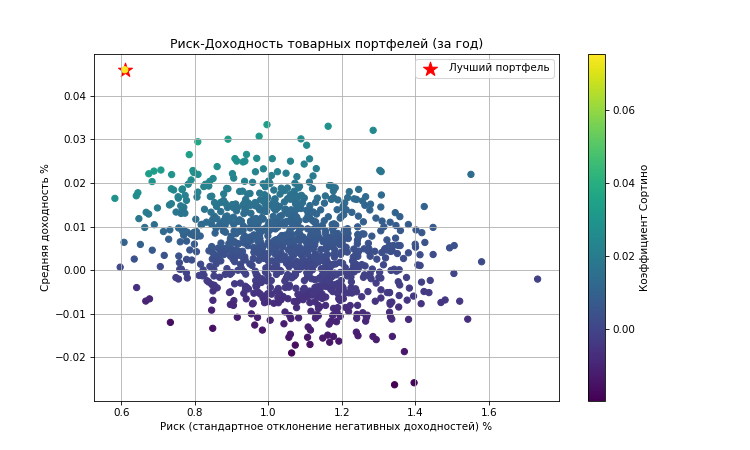 Риск-Доходность товарных портфелей (за год)
Лучший портфель
Средняя доходность %
0.04
0.03
0.02
0.01
0.00
−0.01
−0.02
0.6 0.8 1.0 1.2 1.4 1.6
Риск (стандартное отклонение негативных доходностей) %
0.06
0.04
0.02
0.00
Коэффициент Сортино